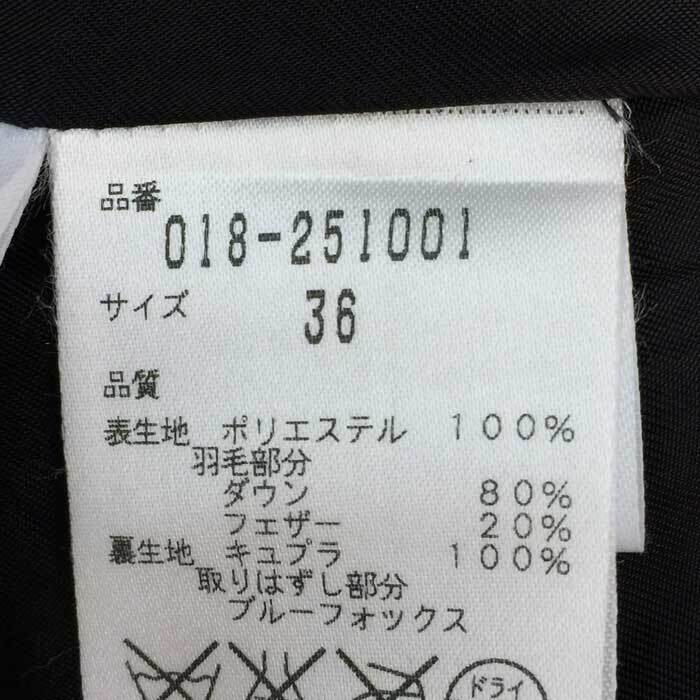 品番
018-251001
サイズ 36
品質
表生地 ポリエステル 100%
羽毛部分
ダウン 80%
フェザー 20%
裏生地 キュプラ 100%
取りはずし部分
ブルーフォックス
ドライ